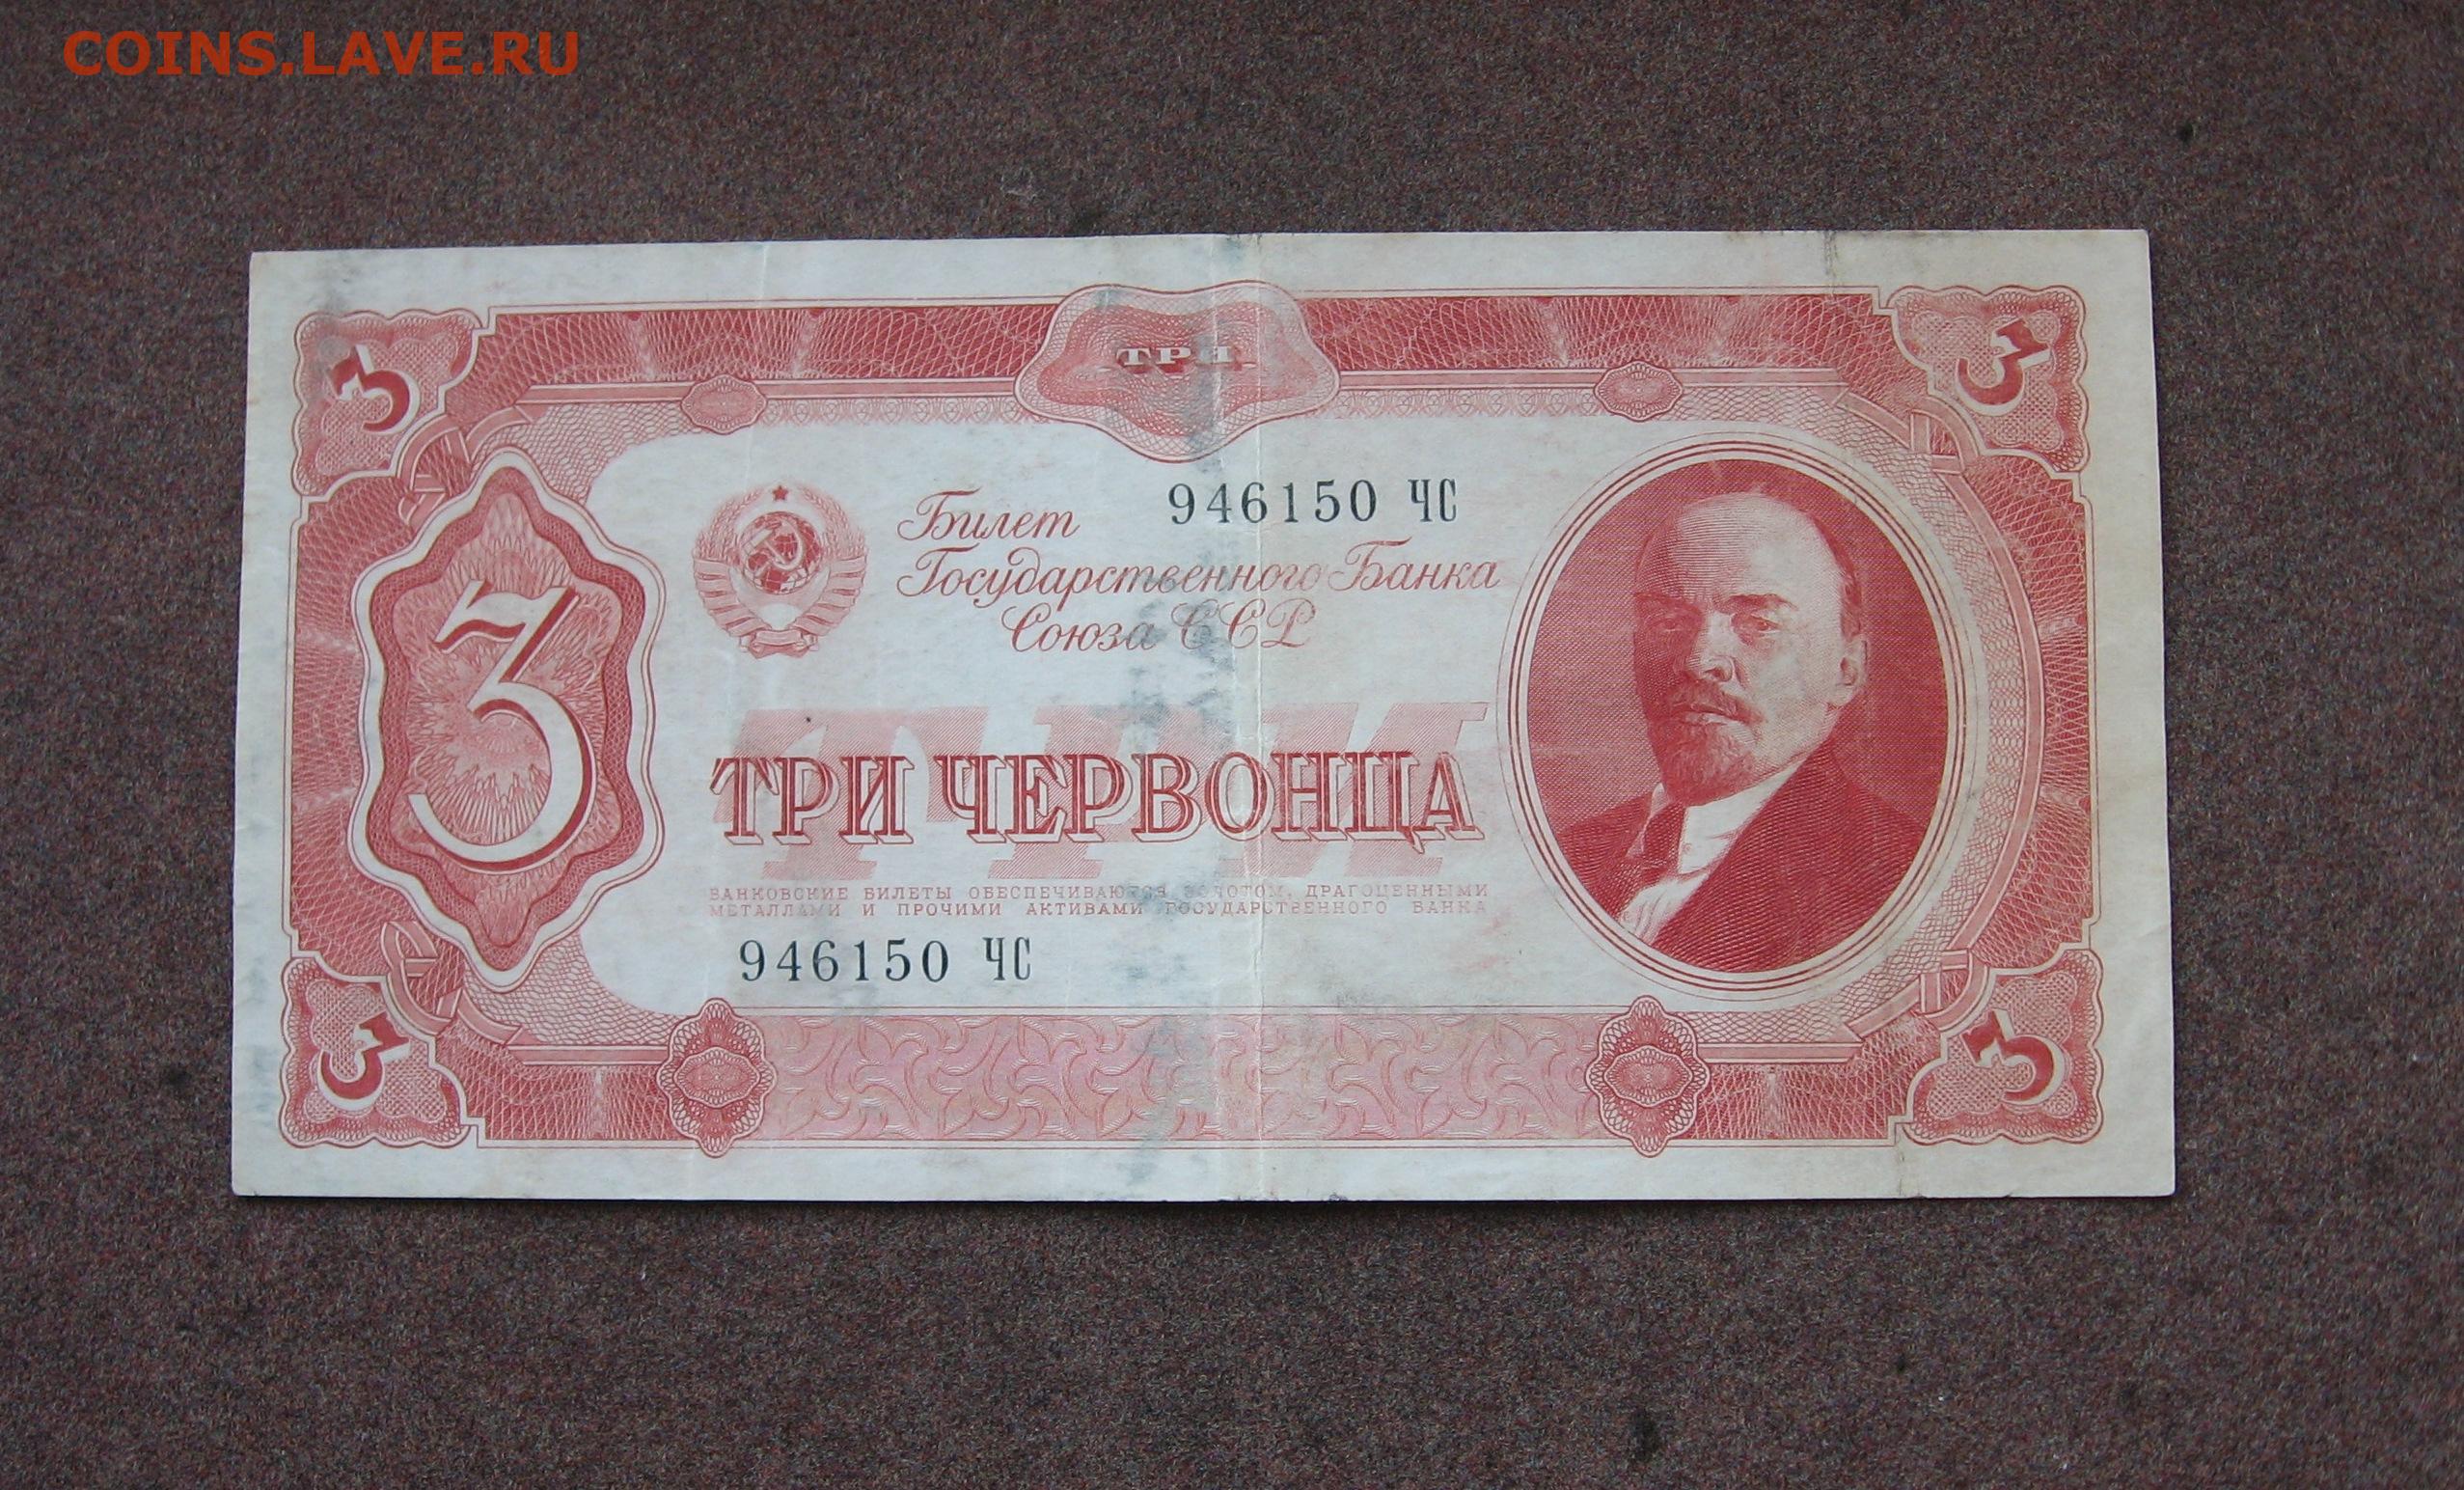 COINS.LAVE.RU
ТРИ
3
3
Билет
946150 ЧС
Государственного Банка
Союза ССР
3
ТРИ
ТРИ ЧЕРВОНЦА
БАНКОВСКИЕ БИЛЕТЫ ОБЕСПЕЧИВАЮТСЯ ЗОЛОТОМ, ДРАГОЦЕННЫМИ
МЕТАЛЛАМИ И ПРОЧИМИ АКТИВАМИ ГОСУДАРСТВЕННОГО БАНКА
946150 ЧС
3
3